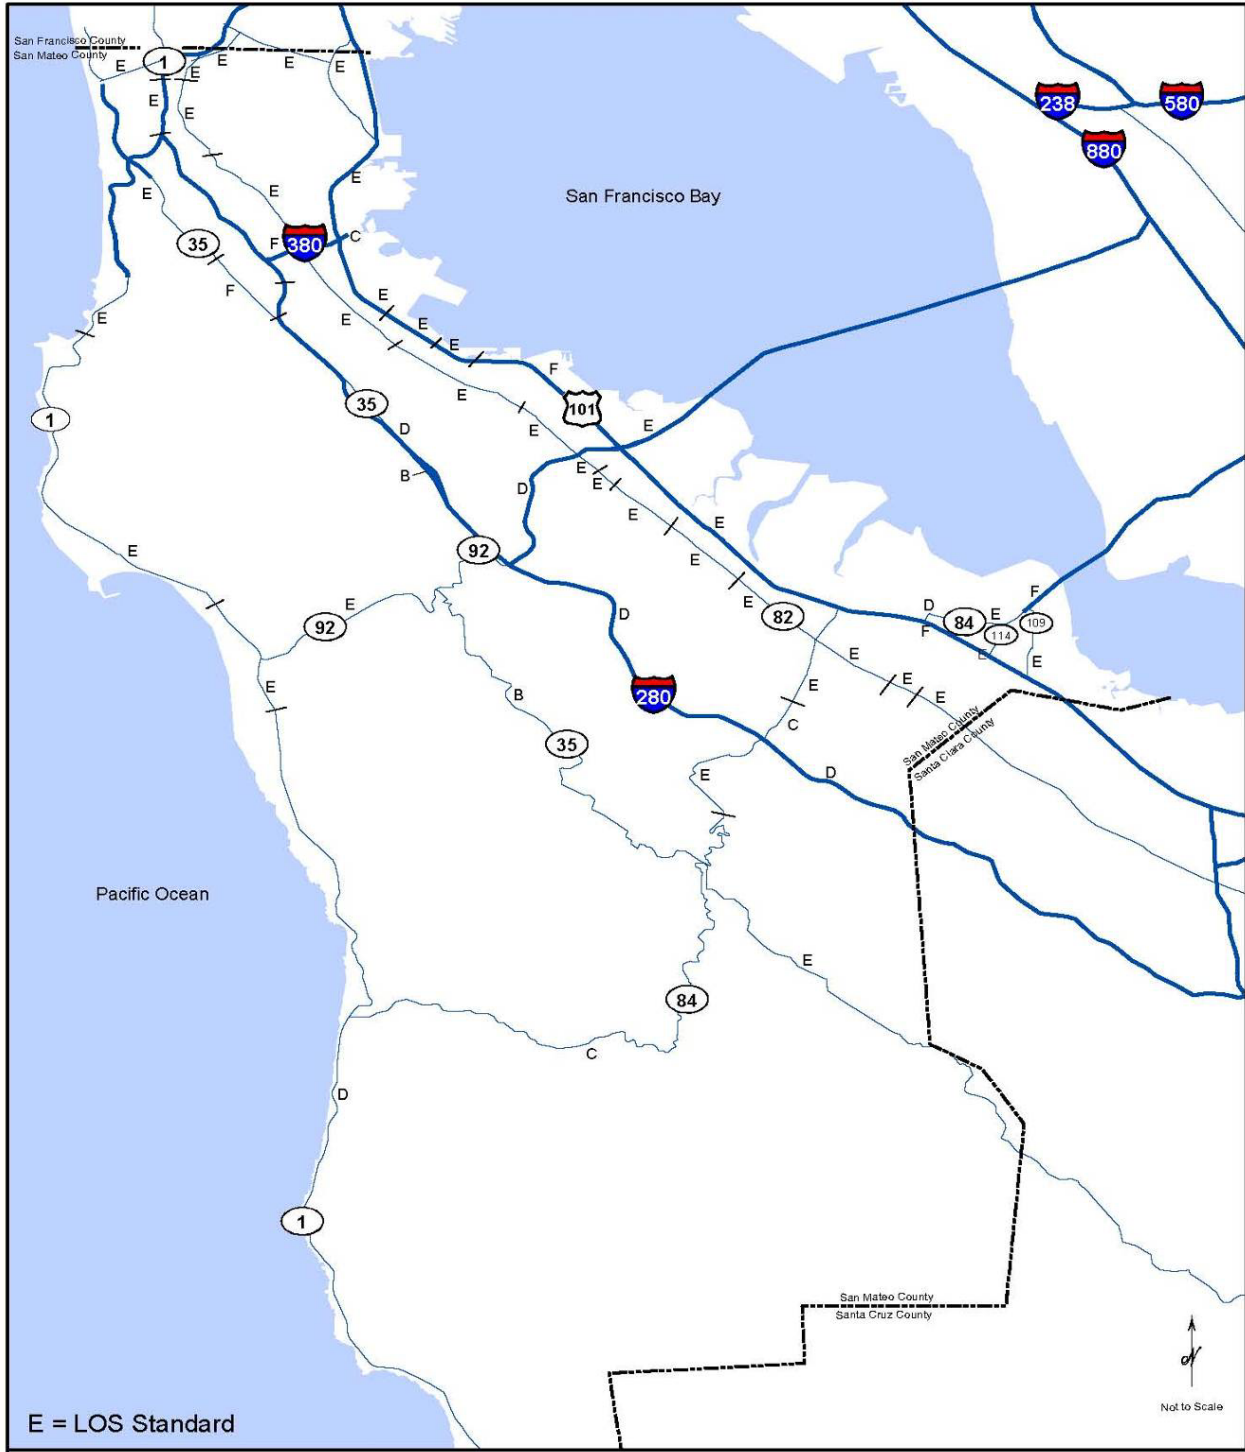 San Francisco County
San Mateo County
E
1
E
E
E
E
E
E
238
580
880
E
San Francisco Bay
E
E
35
F
380
C
F
E
E
E
E
E
E
F
1
35
E
101
D
E
E
B
E
E
D
E
E
E
92
E
E
D
82
D
84
E
F
F
114
109
E
E
92
E
E
E
E
E
E
280
B
C
San Mateo County
Santa Clara County
35
E
D
Pacific Ocean
E
84
C
D
1
San Mateo County
Santa Cruz County
N
Not to Scale
E = LOS Standard